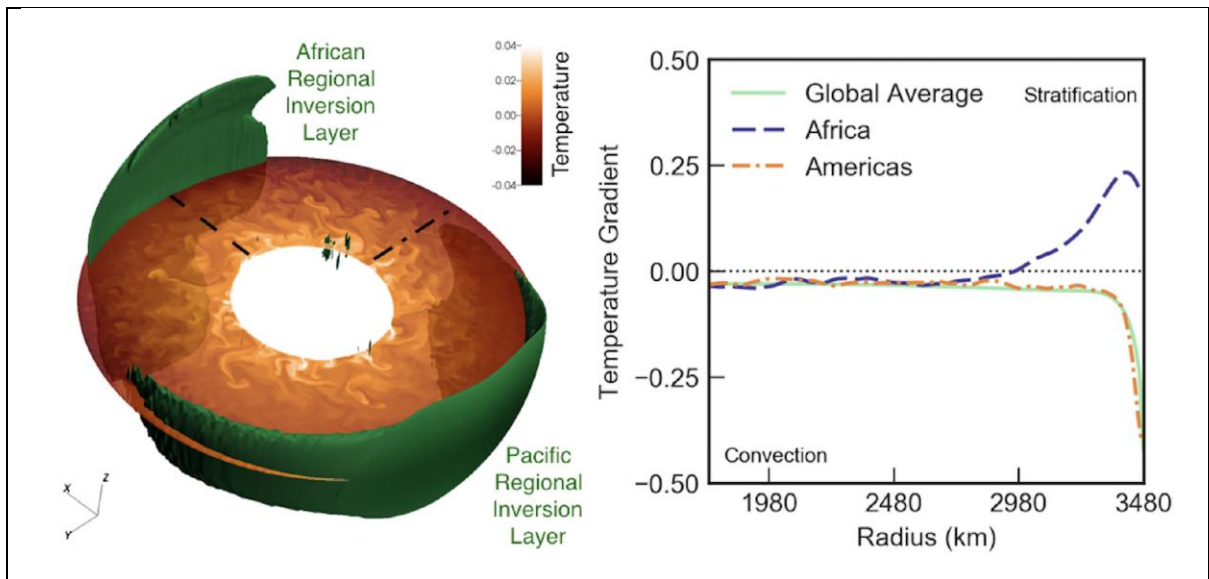 African
Regional
Inversion
Layer
0.04
0.02
0.00
-0.02
-0.04
Temperature
Pacific
Regional
Inversion
Layer
X
Z
Y
Temperature Gradient
0.50
0.25
0.00
−0.25
−0.50
Global Average
Africa
Americas
Stratification
Convection
1980 2480 2980 3480
Radius (km)